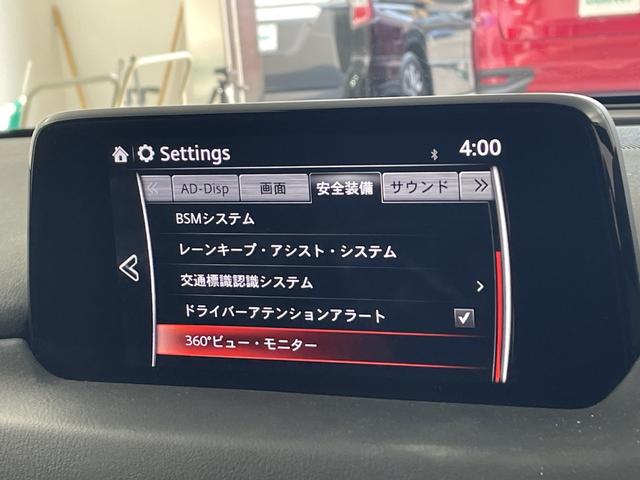 Settings
4:00
AD-Disp 画面 安全装備 サウンド
BSMシステム
レーンキープ・アシスト・システム
交通標識認識システム
ドライバーアテンションアラート
360°ビュー・モニター